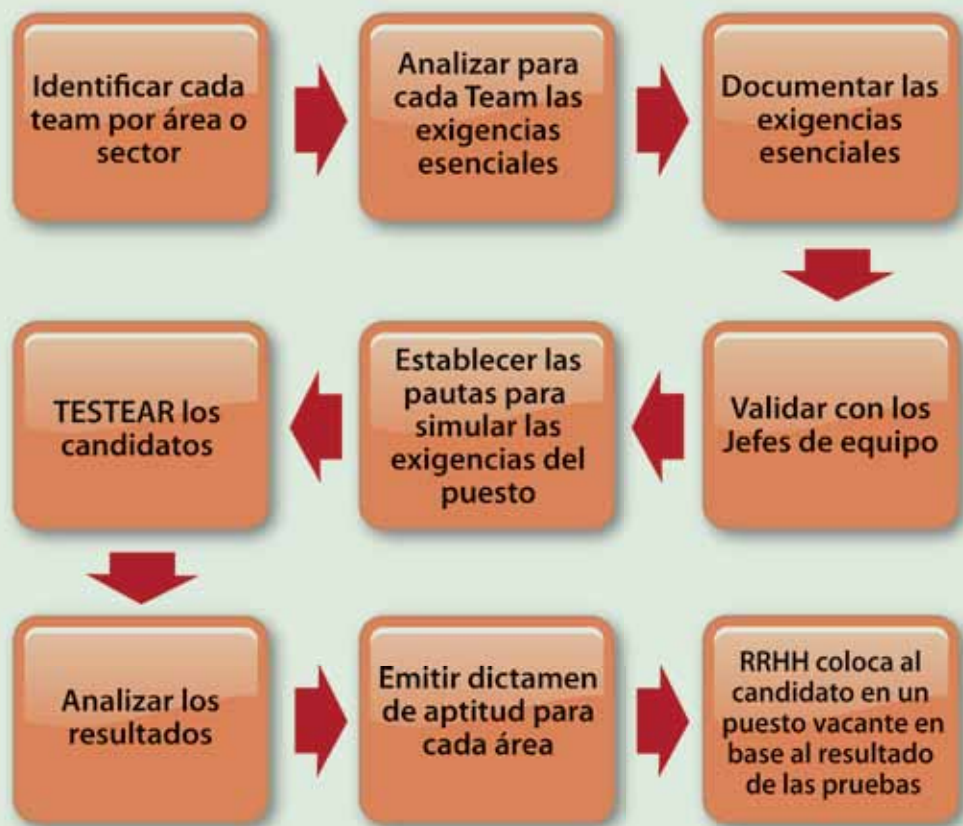 Identificar cada
team por área o
sector
Analizar para
cada Team las
exigencias
esenciales
Documentar las
exigencias
esenciales
Validar con los
Jefes de equipo
Establecer las
pautas para
simular las
exigencias del
puesto
TESTEAR los
candidatos
Analizar los
resultados
Emitir dictamen
de aptitud para
cada área
RRHH coloca al
candidato en un
puesto vacante en
base al resultado
de las pruebas